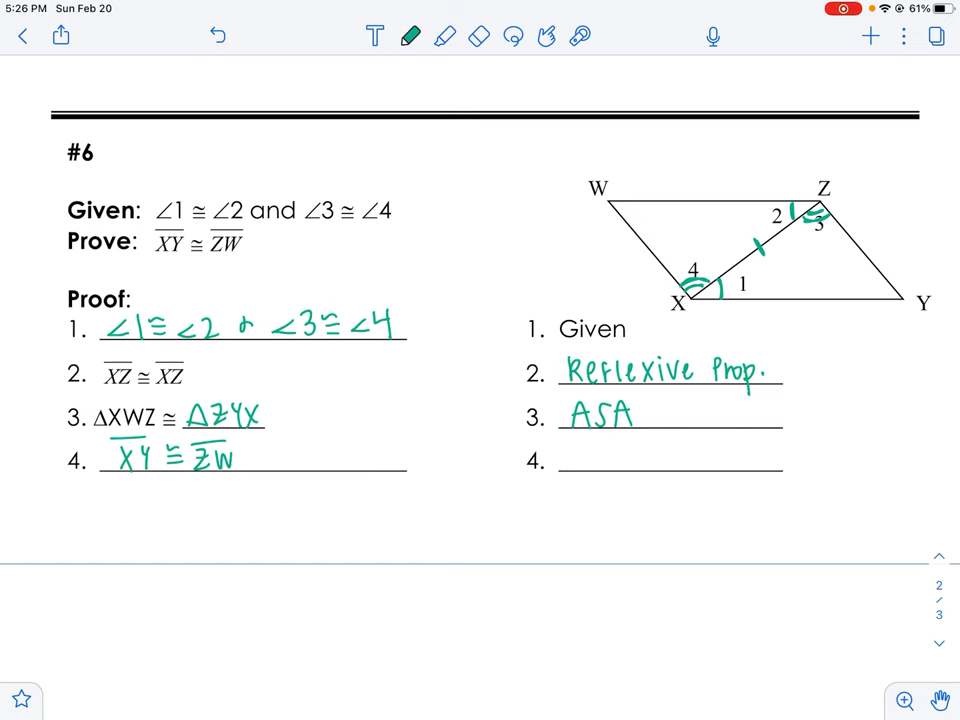 5:26 PM Sun Feb 20 61%
#6
Given: ∠1 ≅ ∠2 and ∠3 ≅ ∠4
Prove: XY ≅ ZW
W Z
2 3
4 1
X Y
Proof:
1. ∠1 ≅ ∠2 & ∠3 ≅ ∠4 1. Given
2. XZ ≅ XZ 2. Reflexive Prop.
3. ΔXWZ ≅ ΔZYX 3. ASA
4. XY ≅ ZW 4.
2
/
3